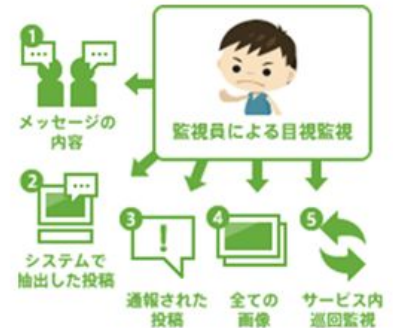 監視員による目視監視
1
メッセージの
内容
2
システムで
抽出した投稿
3
通報された
投稿
4
全ての
画像
5
サービス内
巡回監視